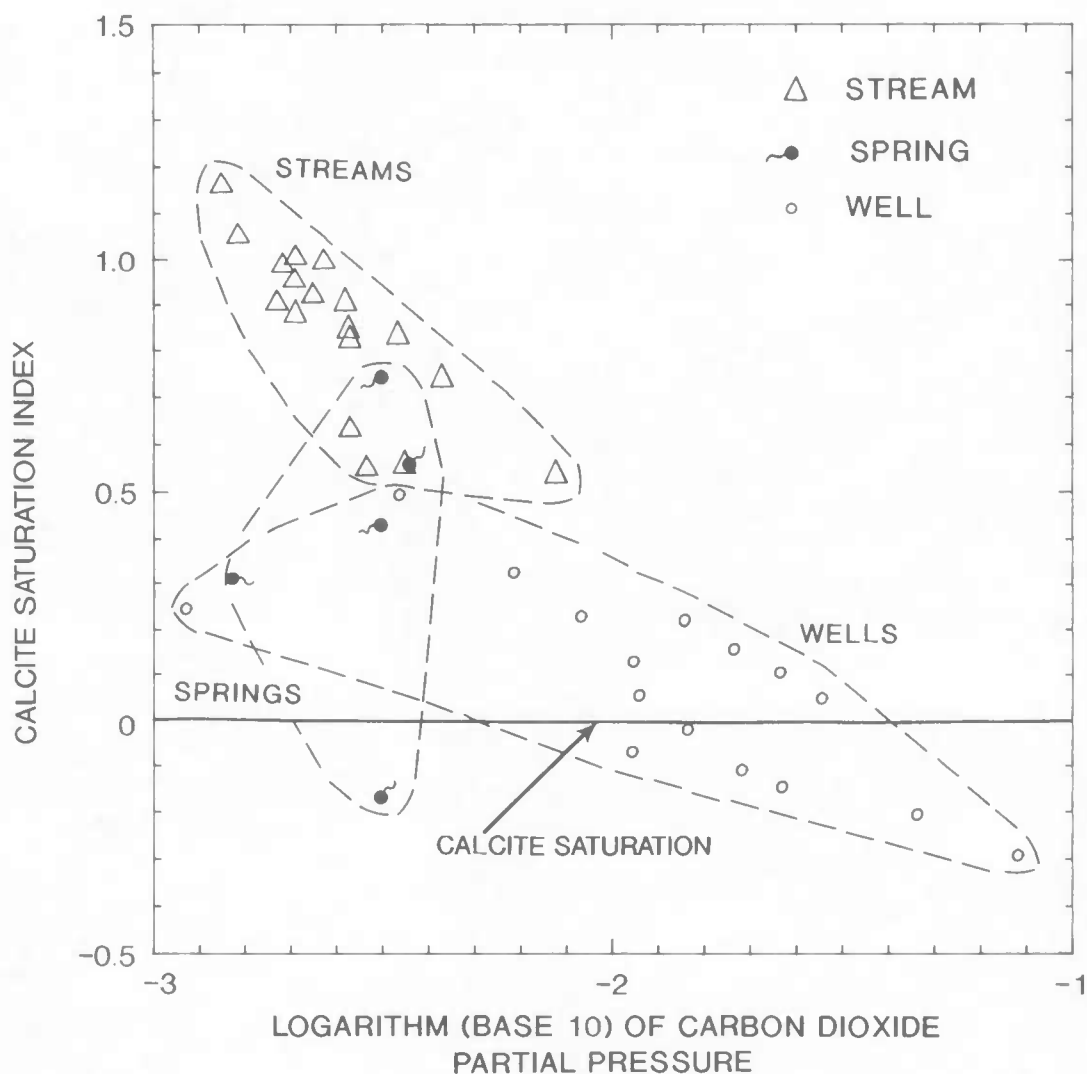 1.5
1.0
0.5
0
-0.5
-3
-2
-1
CALCITE SATURATION INDEX
STREAM
SPRING
WELL
STREAMS
WELLS
SPRINGS
CALCITE SATURATION
LOGARITHM (BASE 10) OF CARBON DIOXIDE
PARTIAL PRESSURE